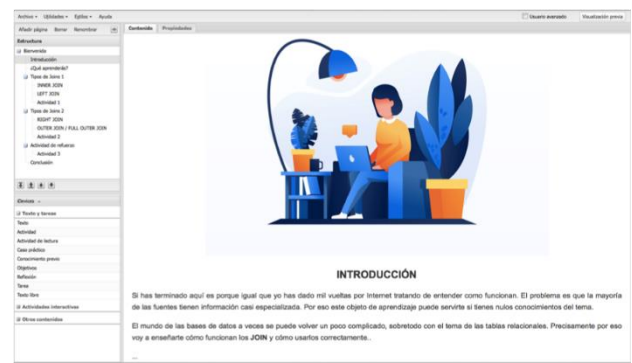 Archivo Utilidades Estilos Ayuda
Usuario avanzado
Visualización previa
Añadir página Borrar Renombrar
Contenido Propiedades
Estructura
Bienvenida
Introducción
¿Qué aprenderás?
Tipos de Joins 1
INNER JOIN
LEFT JOIN
Actividad 1
Tipos de Joins 2
RIGHT JOIN
OUTER JOIN / FULL OUTER JOIN
Actividad 2
Actividad de refuerzo
Actividad 3
Conclusión
iDevices
Texto y tareas
Texto
Actividad
Actividad de lectura
Caso práctico
Conocimiento previo
Objetivos
Reflexión
Tarea
Texto libre
Actividades interactivas
Otros contenidos
INTRODUCCIÓN
Si has terminado aquí es porque igual que yo has dado mil vueltas por Internet tratando de entender como funcionan. El problema es que la mayoría
de las fuentes tienen información casi especializada. Por eso este objeto de aprendizaje puede servirte si tienes nulos conocimientos del tema.
El mundo de las bases de datos a veces se puede volver un poco complicado, sobretodo con el tema de las tablas relacionales. Precisamente por eso
voy a enseñarte cómo funcionan los JOIN y cómo usarlos correctamente..
...